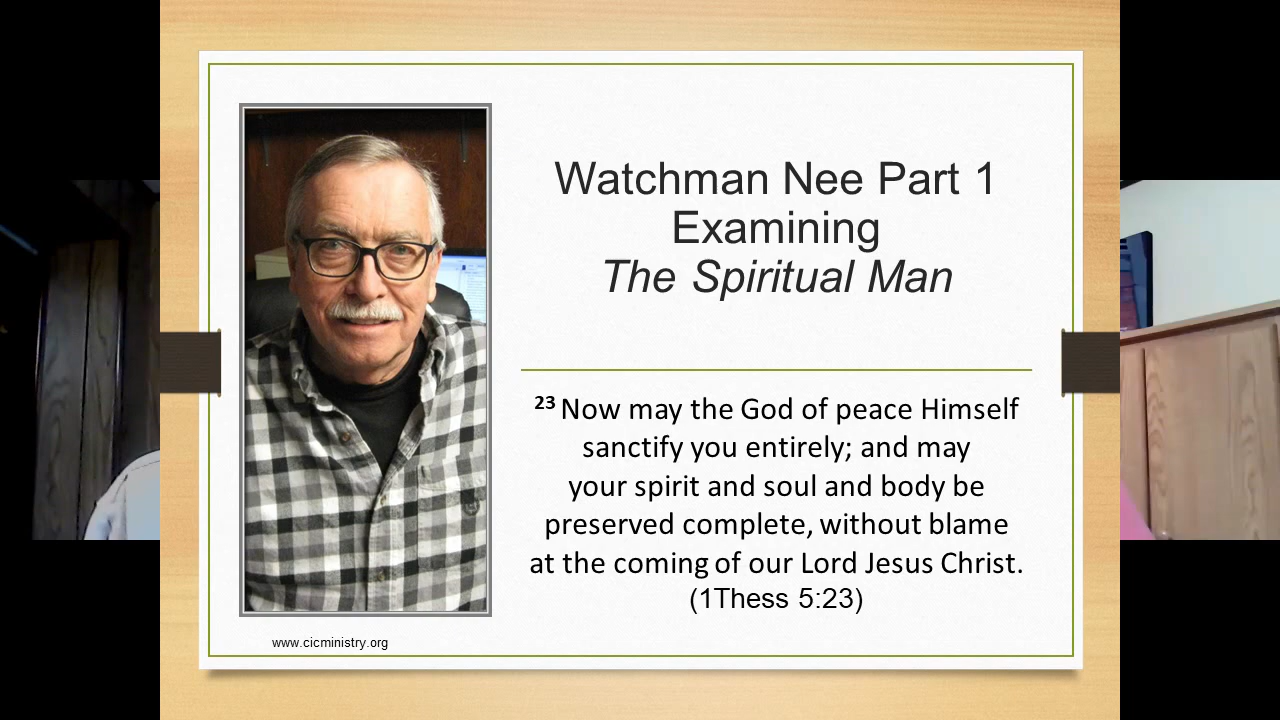 Watchman Nee Part 1
Examining
The Spiritual Man
23 Now may the God of peace Himself
sanctify you entirely; and may
your spirit and soul and body be
preserved complete, without blame
at the coming of our Lord Jesus Christ.
(1Thess 5:23)
www.cicministry.org